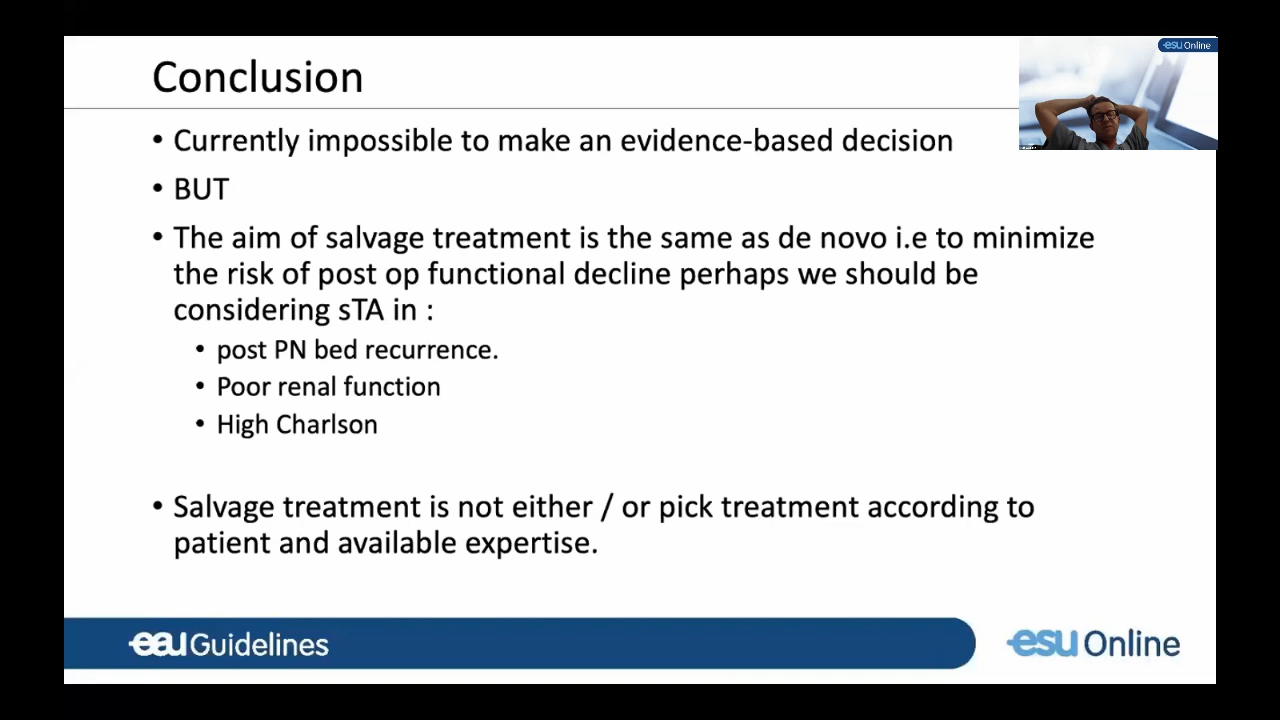 Conclusion
esu Online
• Currently impossible to make an evidence-based decision
• BUT
• The aim of salvage treatment is the same as de novo i.e to minimize
the risk of post op functional decline perhaps we should be
considering sTA in :
• post PN bed recurrence.
• Poor renal function
• High Charlson
• Salvage treatment is not either / or pick treatment according to
patient and available expertise.
eau Guidelines
esu Online